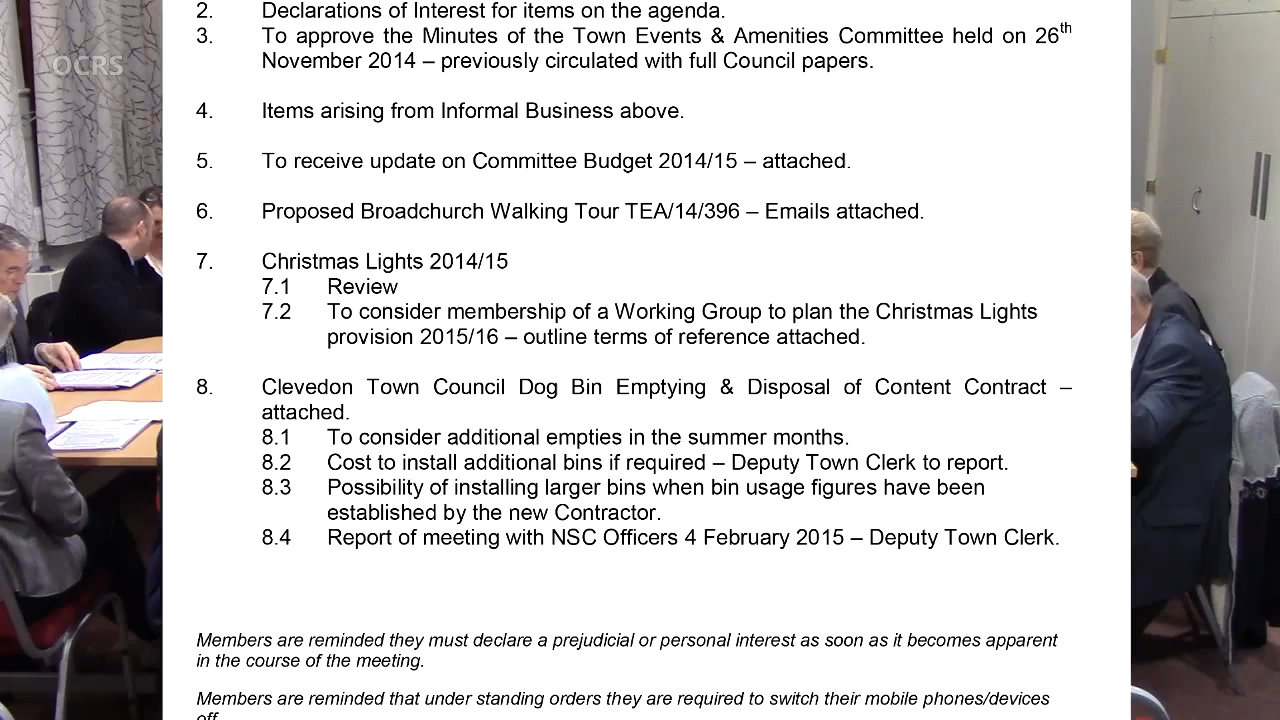 2. Declarations of Interest for items on the agenda.
3. To approve the Minutes of the Town Events & Amenities Committee held on 26th
November 2014 – previously circulated with full Council papers.
OCRS
4. Items arising from Informal Business above.
5. To receive update on Committee Budget 2014/15 – attached.
6. Proposed Broadchurch Walking Tour TEA/14/396 – Emails attached.
7. Christmas Lights 2014/15
7.1 Review
7.2 To consider membership of a Working Group to plan the Christmas Lights
provision 2015/16 – outline terms of reference attached.
8. Clevedon Town Council Dog Bin Emptying & Disposal of Content Contract –
attached.
8.1 To consider additional empties in the summer months.
8.2 Cost to install additional bins if required – Deputy Town Clerk to report.
8.3 Possibility of installing larger bins when bin usage figures have been
established by the new Contractor.
8.4 Report of meeting with NSC Officers 4 February 2015 – Deputy Town Clerk.
Members are reminded they must declare a prejudicial or personal interest as soon as it becomes apparent
in the course of the meeting.
Members are reminded that under standing orders they are required to switch their mobile phones/devices
off.